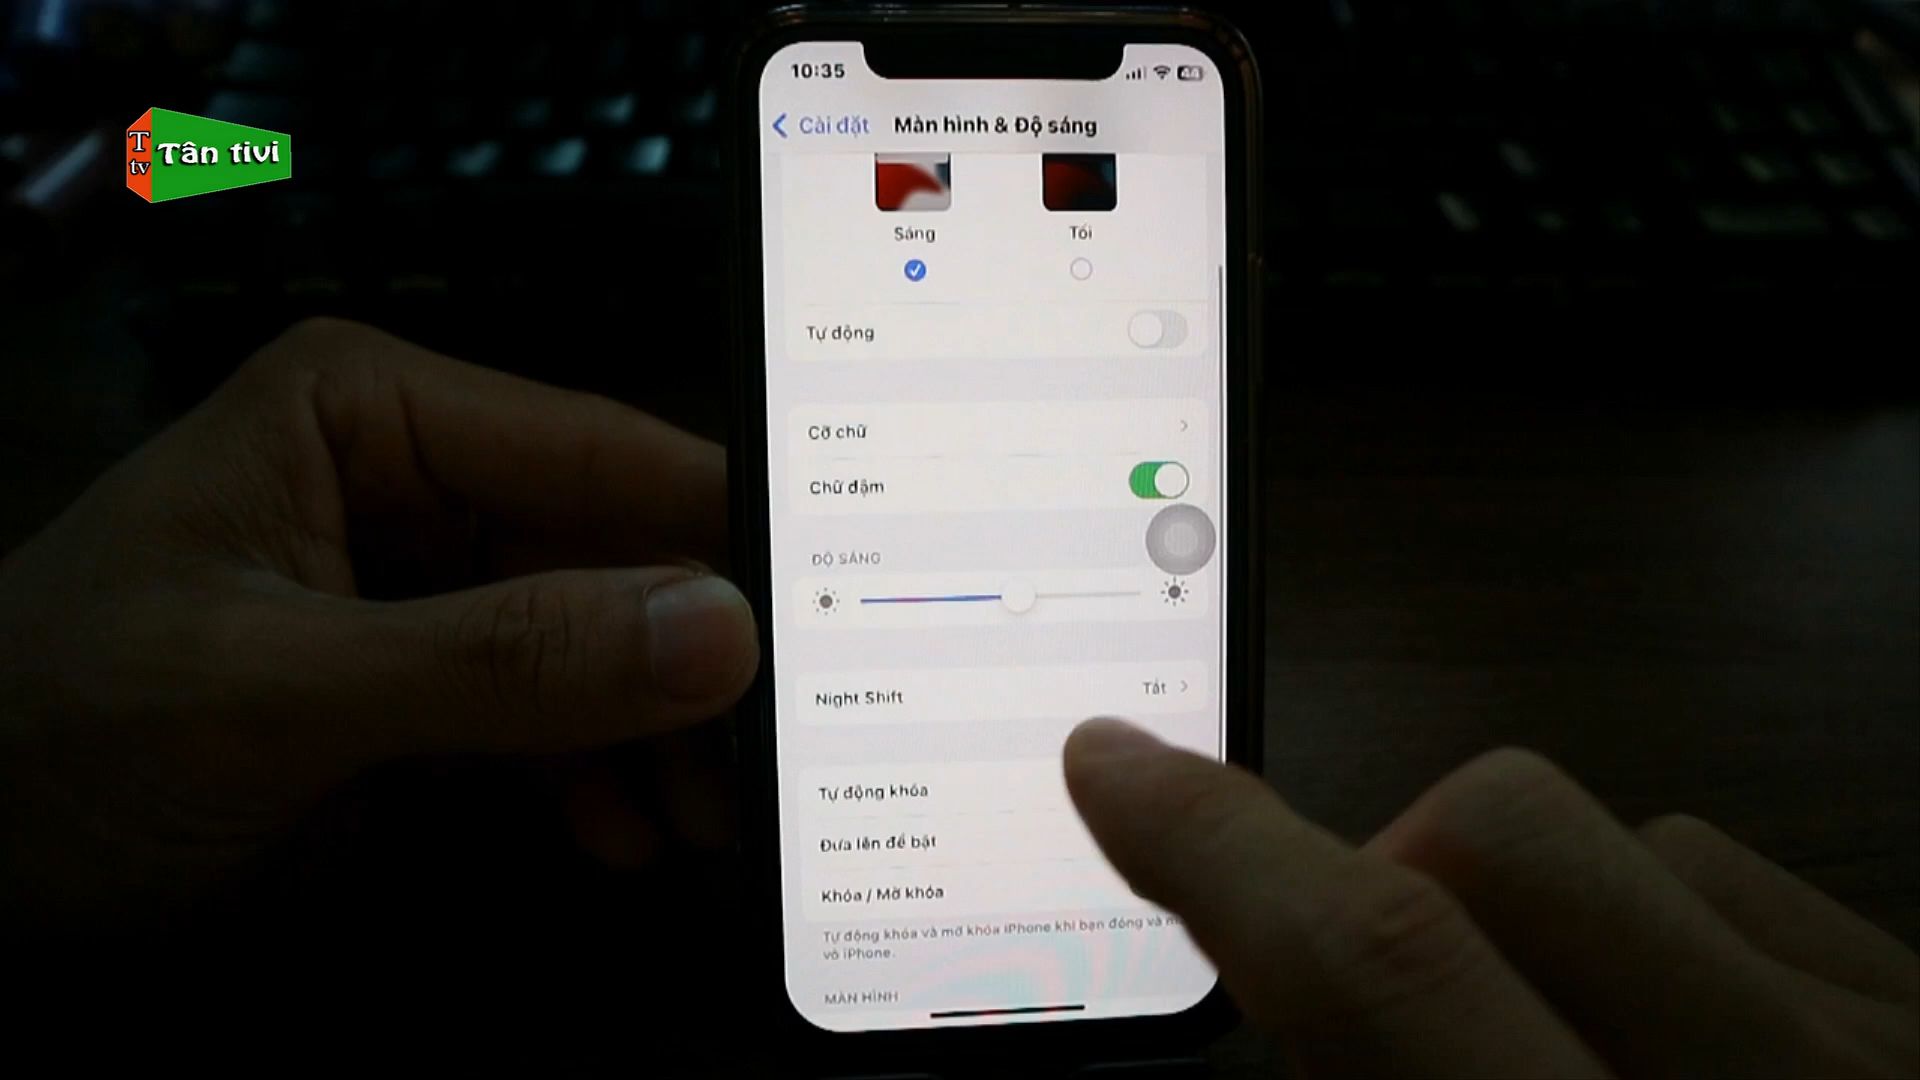 10:35
44
T
tv
Tân tivi
Cài đặt
Màn hình & Độ sáng
Sáng
Tối
Tự động
Cỡ chữ
Chữ đậm
ĐỘ SÁNG
Night Shift
Tắt
Tự động khóa
Đưa lên để bật
Khóa / Mở khóa
Tự động khóa và mở khóa iPhone khi bạn đóng và
vỏ iPhone.
MÀN HÌNH